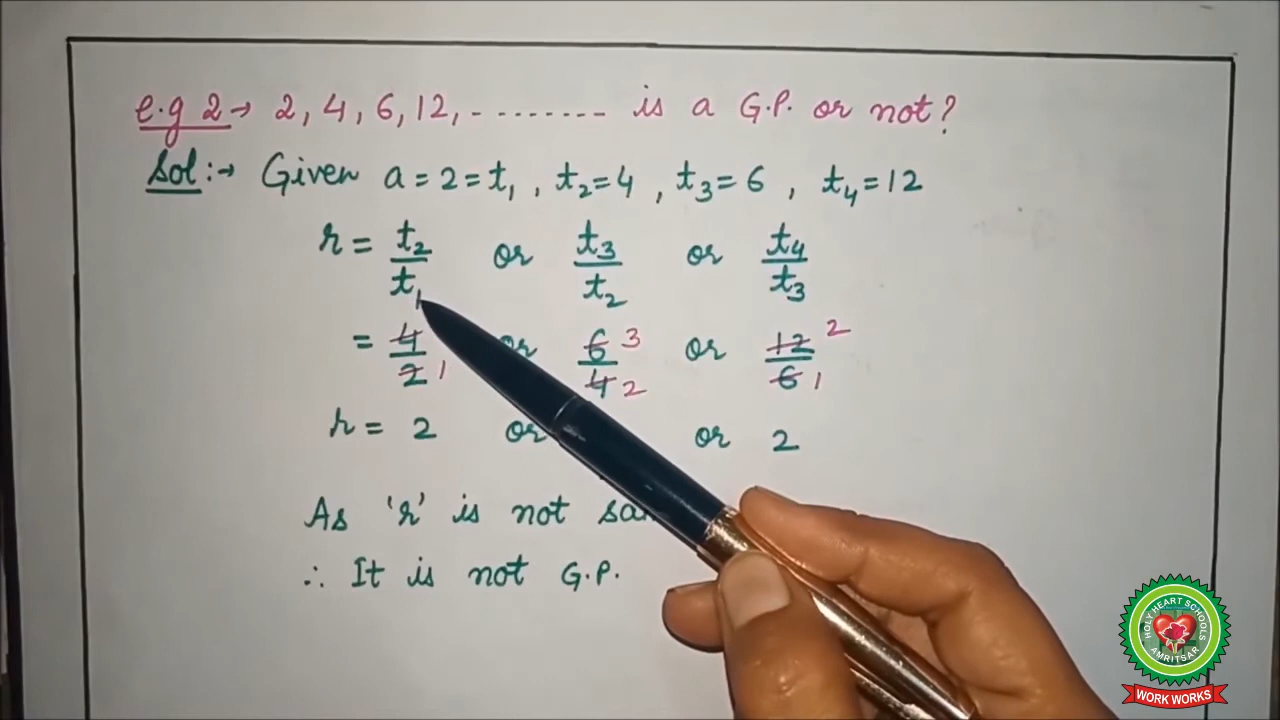 e.g 2→ 2, 4, 6, 12, --------- is a G.P. or not?
Sol:→ Given a = 2 = t₁ , t₂=4 , t₃=6 , t₄=12
r = t₂/t₁ or t₃/t₂ or t₄/t₃
= 4/2 1 or 6/4 3 2 or 12/6 2 1
r = 2 or or 2
As 'r' is not
∴ It is not G.P.
HOLY HEART SCHOOLS
AMRITSAR
WORK WORKS